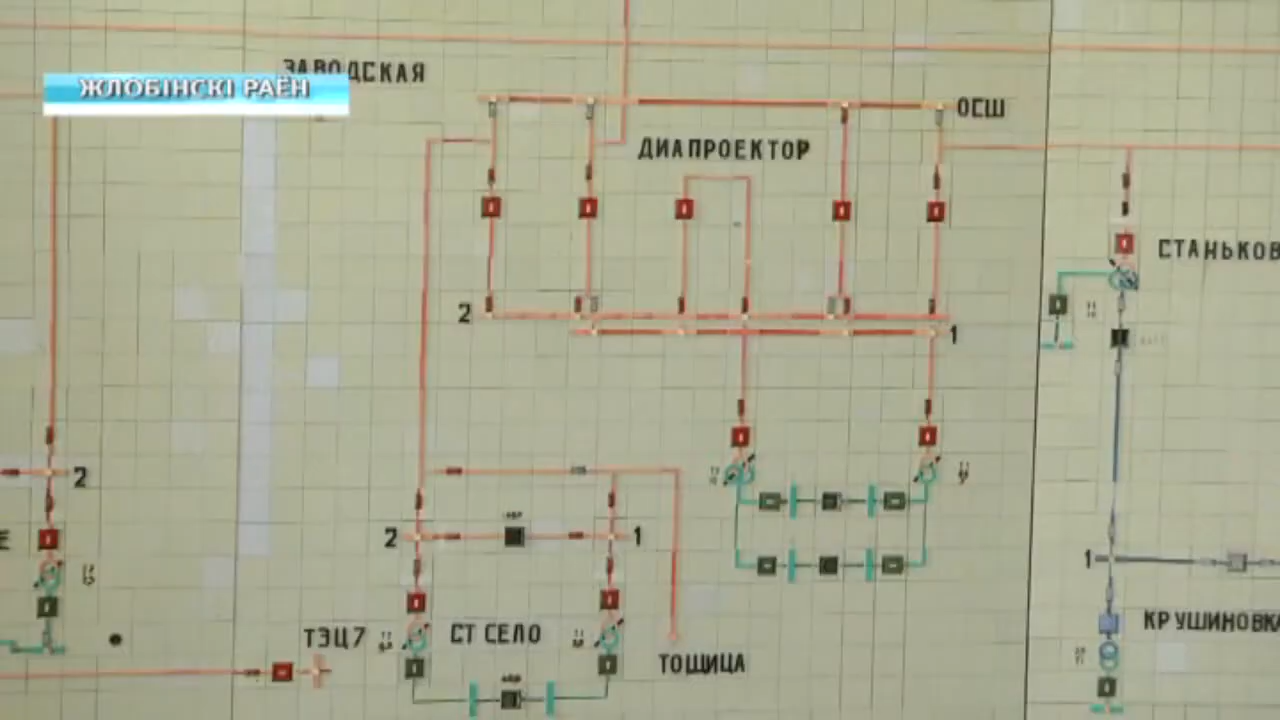 ЗАВОДСКАЯ
ЖЛОБІНСКІ РАЁН
ОСШ
ДИАПРОЕКТОР
СТАНЬКОВ
2
1
2
2
1
1
ТЭЦ7
СТ СЕЛО
ТОЩИЦА
КРУШИНОВКА